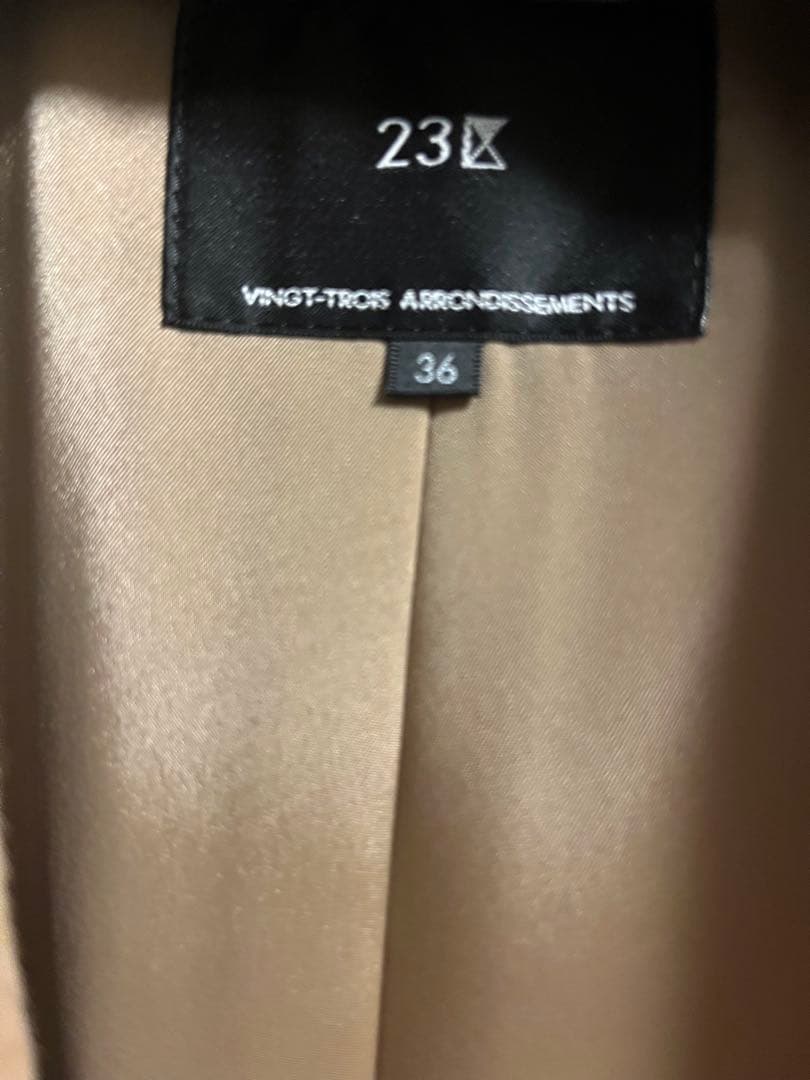 23区
VINGT-TROIS ARRONDISSEMENTS
36